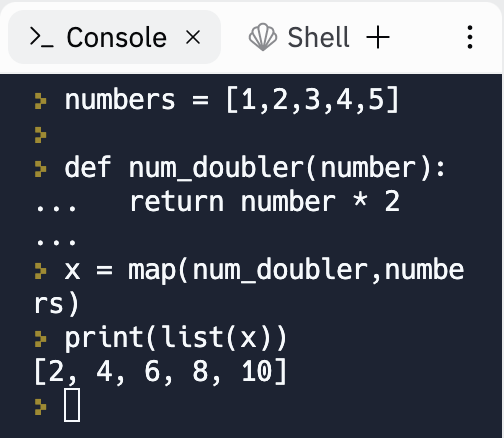 >_ Console × Shell +
numbers = [1,2,3,4,5]
def num_doubler(number):
...   return number * 2
...
x = map(num_doubler,numbe
rs)
print(list(x))
[2, 4, 6, 8, 10]